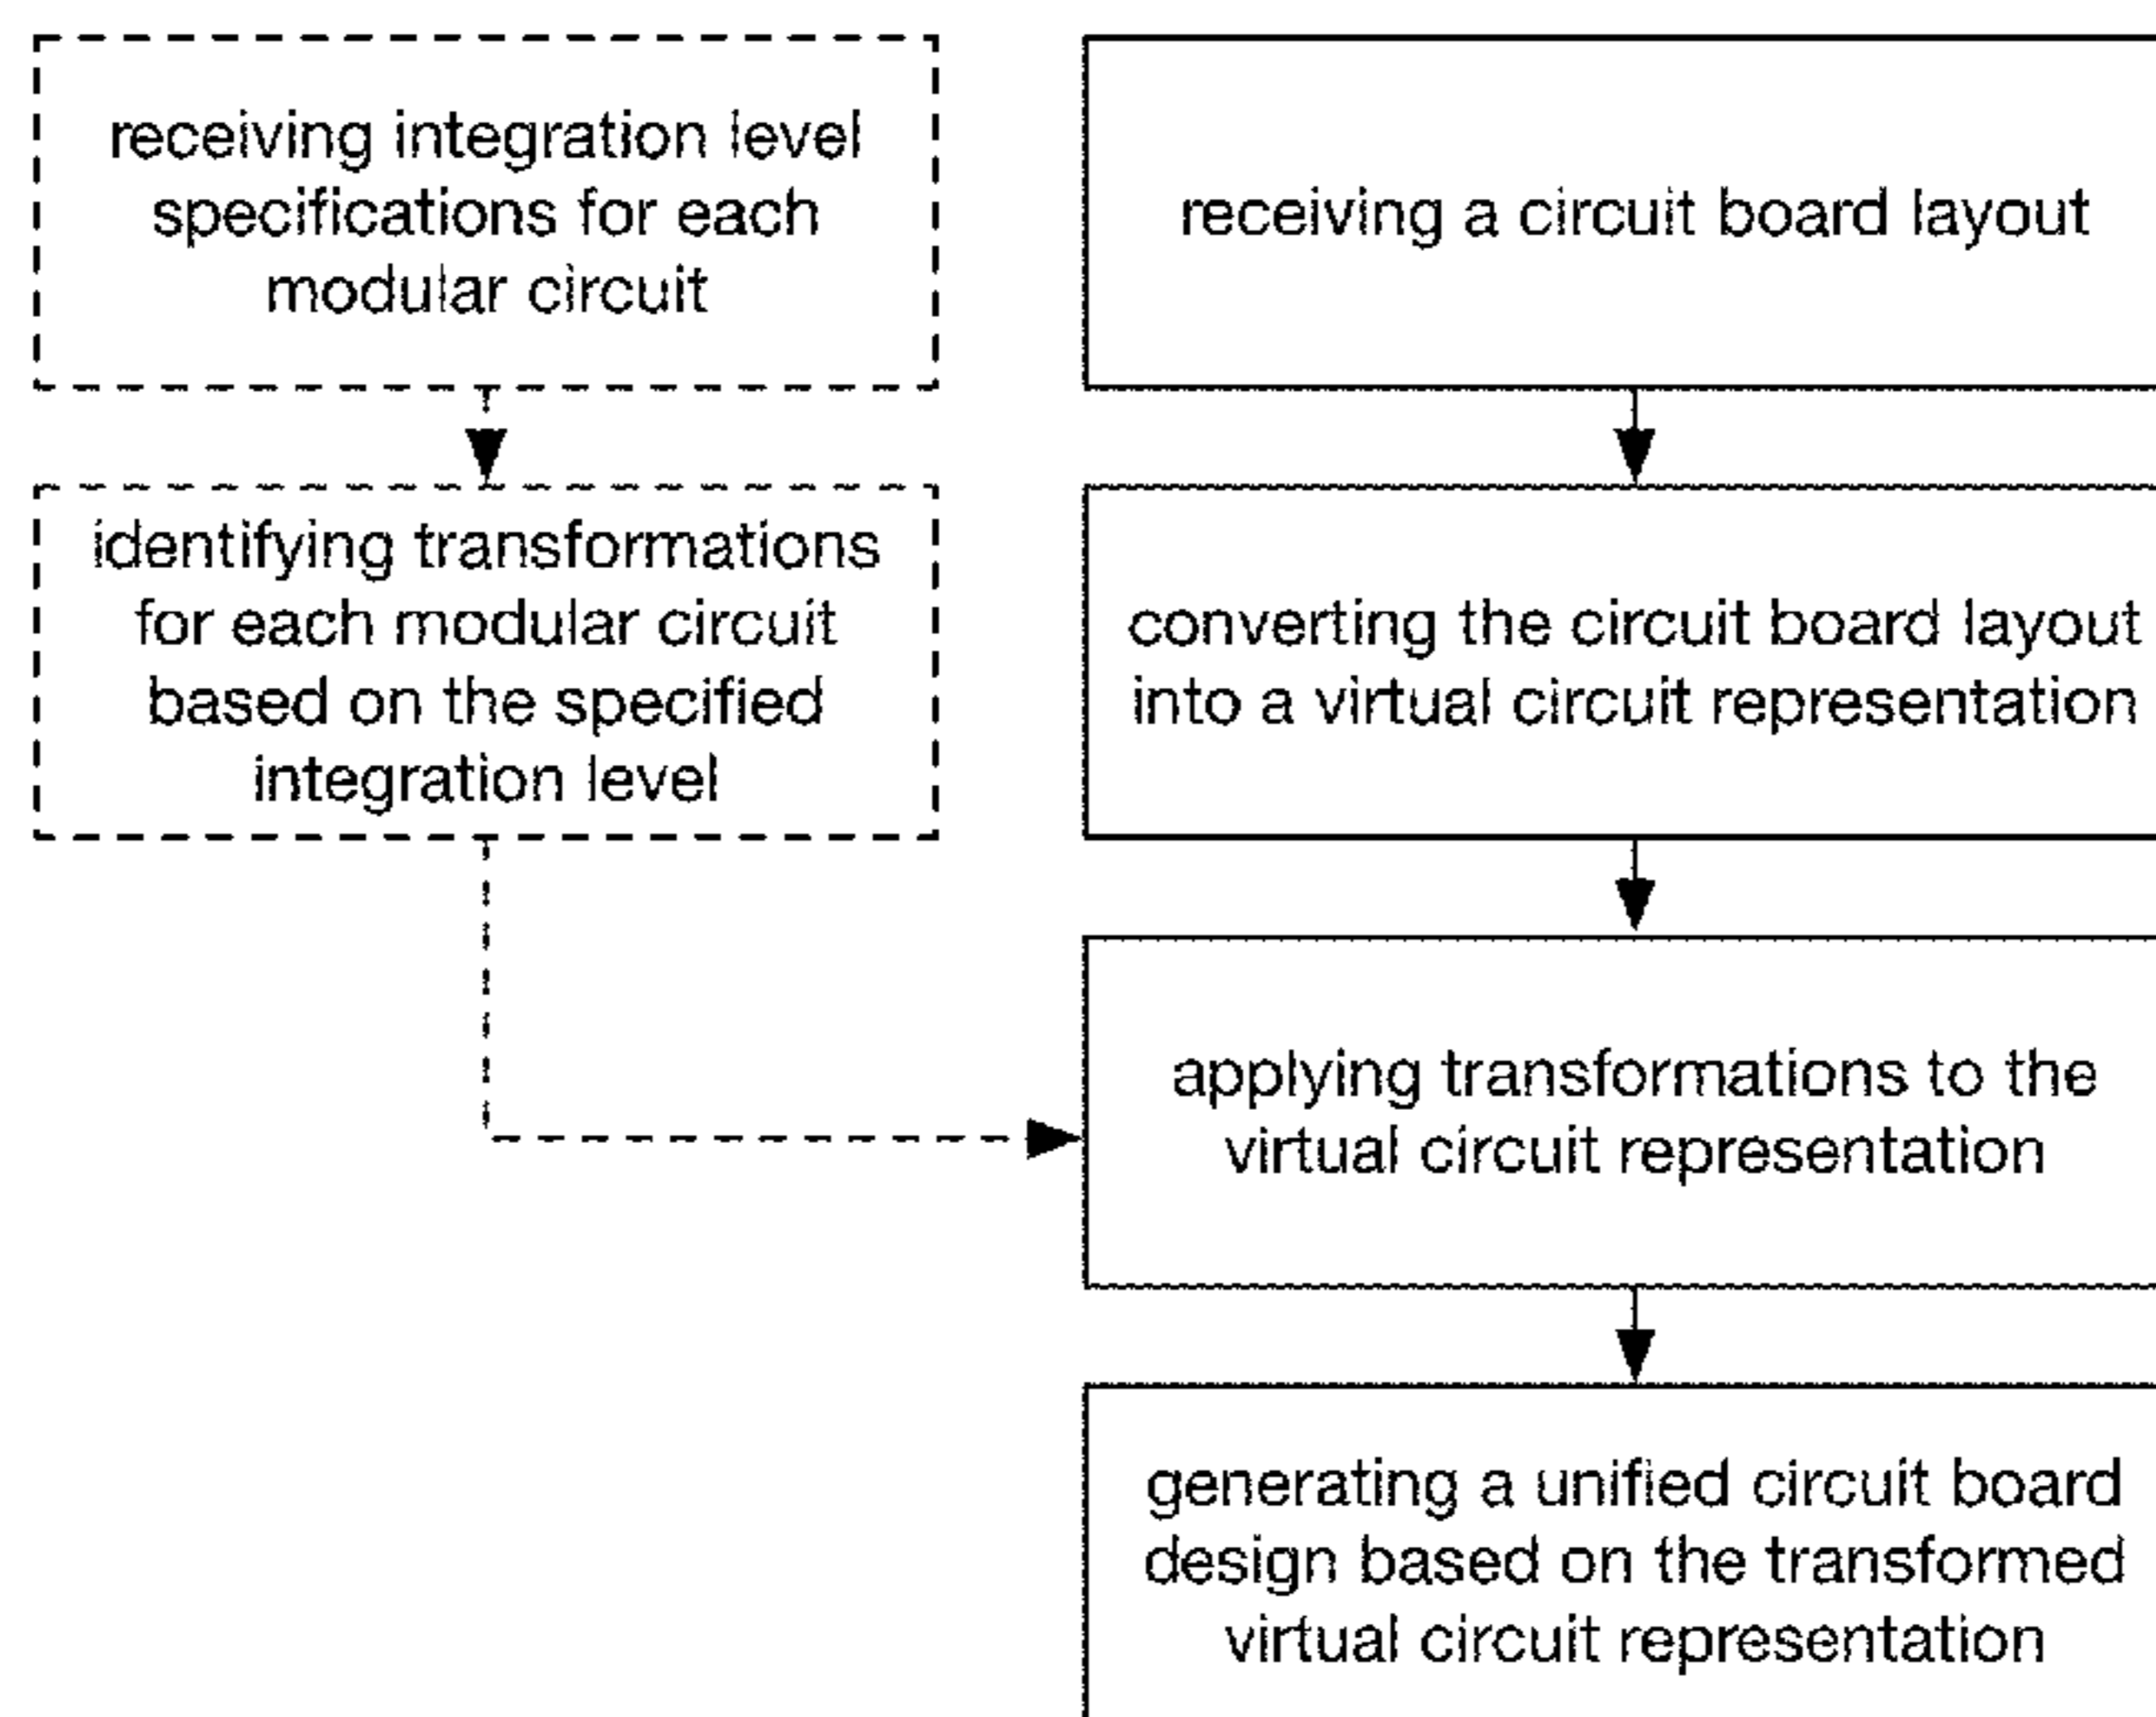 receiving integration level
specifications for each
modular circuit
receiving a circuit board layout
identifying transformations
for each modular circuit
based on the specified
integration level
converting the circuit board layout
into a virtual circuit representation
applying transformations to the
virtual circuit representation
generating a unified circuit board
design based on the transformed
virtual circuit representation